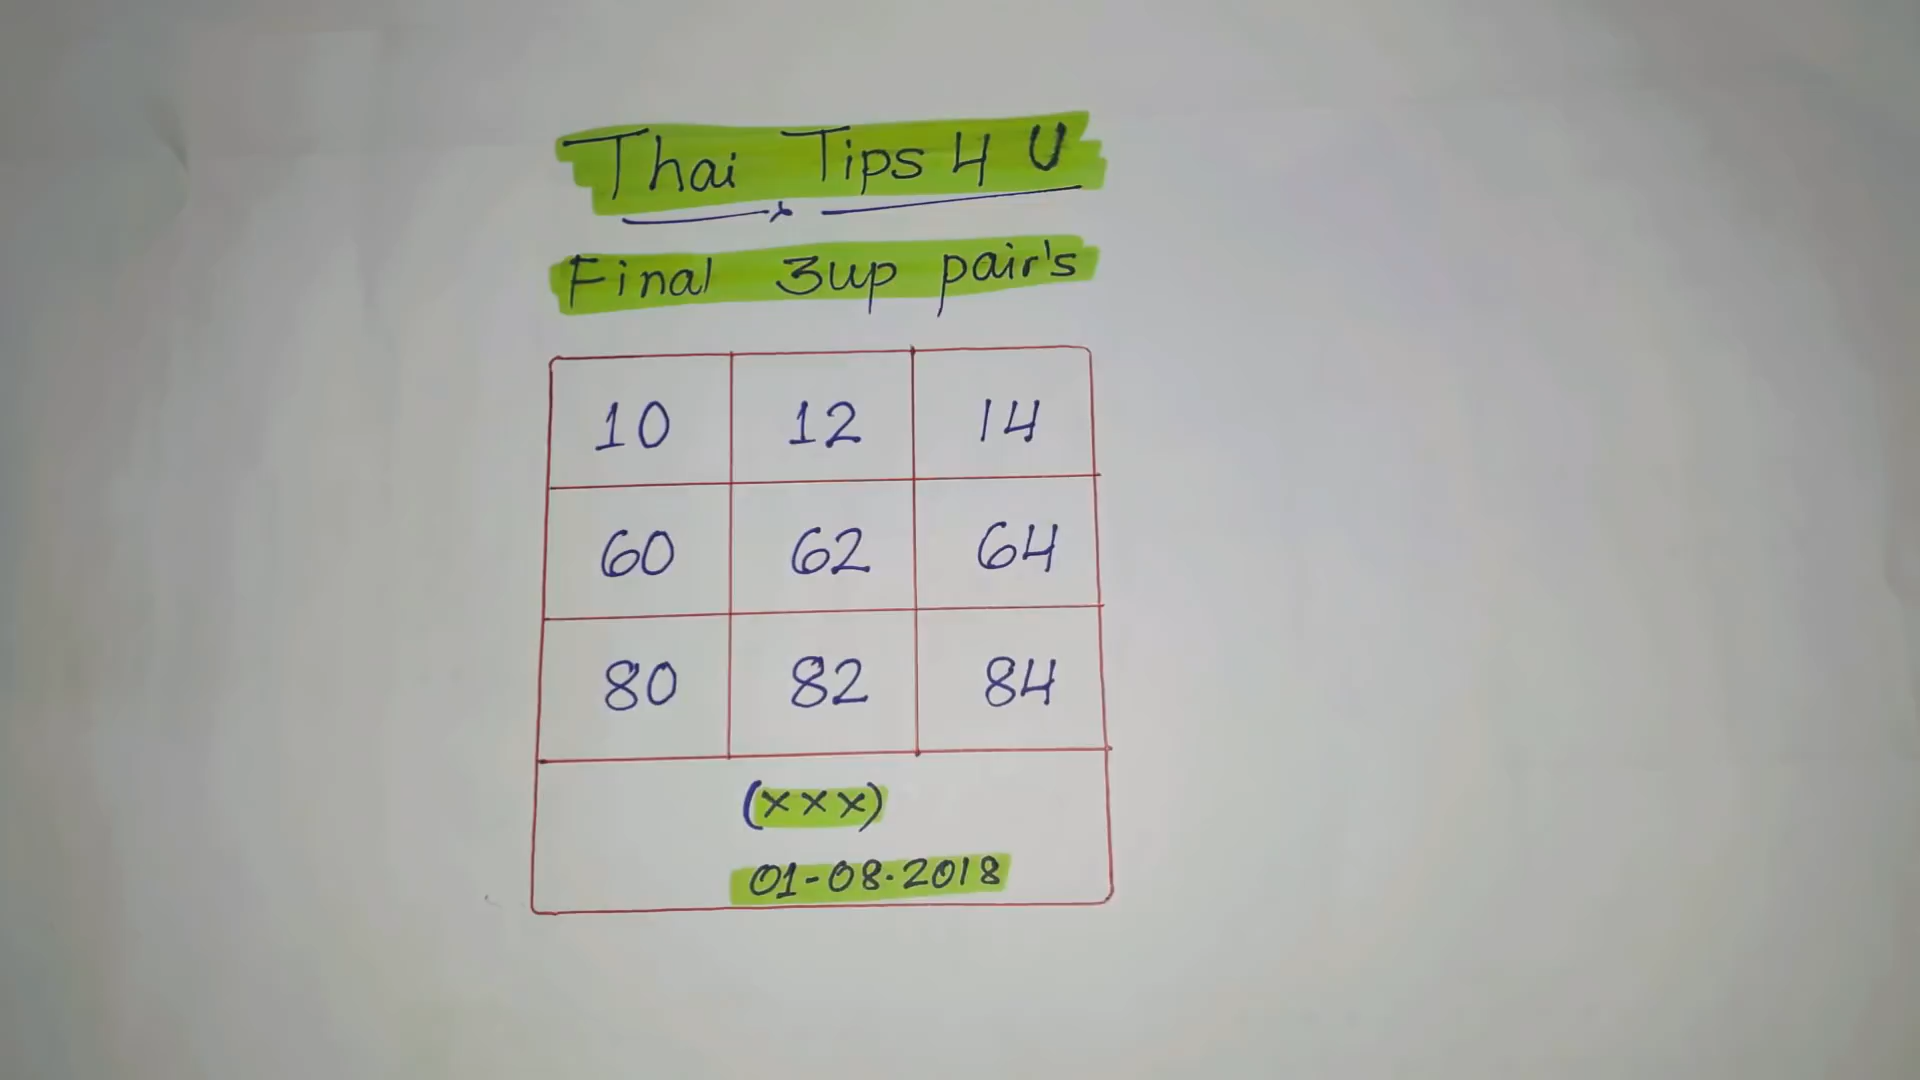 Thai Tips 4 U
Final 3up pair's
10 12 14
60 62 64
80 82 84
(xxx)
01-08.2018